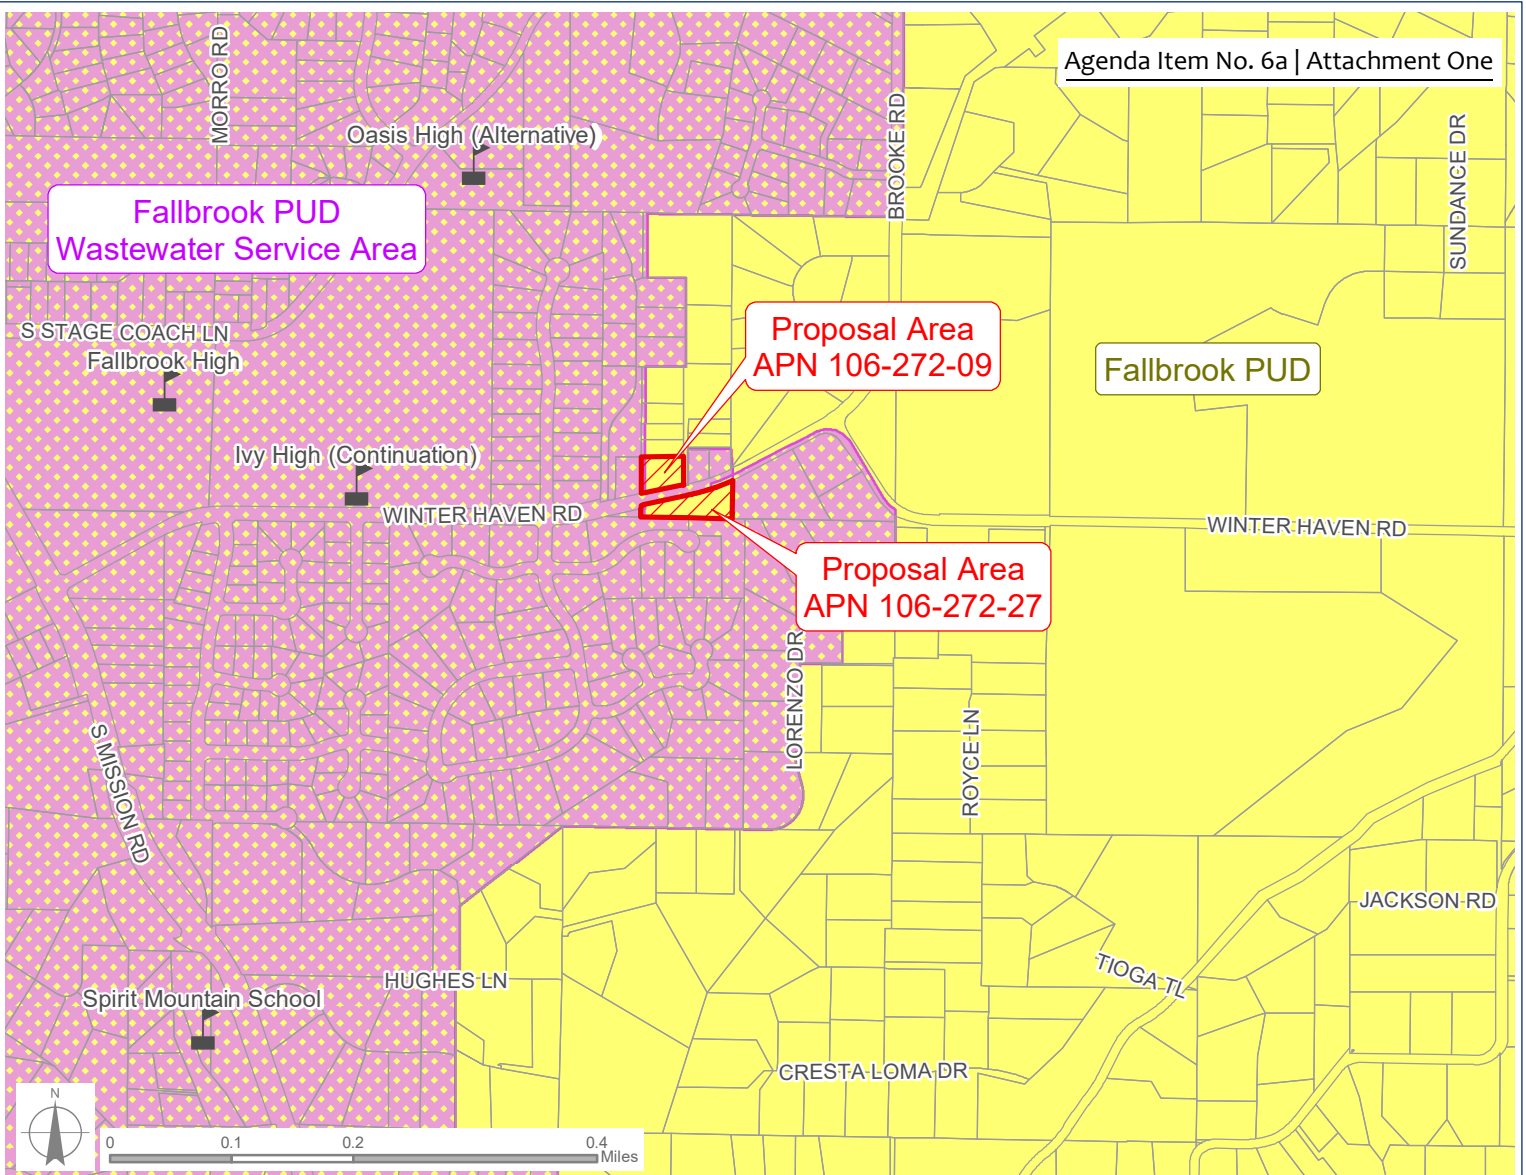 Agenda Item No. 6a | Attachment One
MORRO RD
Oasis High (Alternative)
BROOKE RD
SUNDANCE DR
Fallbrook PUD
Wastewater Service Area
S STAGE COACH LN
Fallbrook High
Proposal Area
APN 106-272-09
Fallbrook PUD
Ivy High (Continuation)
WINTER HAVEN RD
WINTER HAVEN RD
Proposal Area
APN 106-272-27
LORENZO DR
ROYCE LN
S MISSION RD
JACKSON RD
HUGHES LN
TIOGA TL
Spirit Mountain School
CRESTA LOMA DR
N
0 0.1 0.2 0.4
Miles